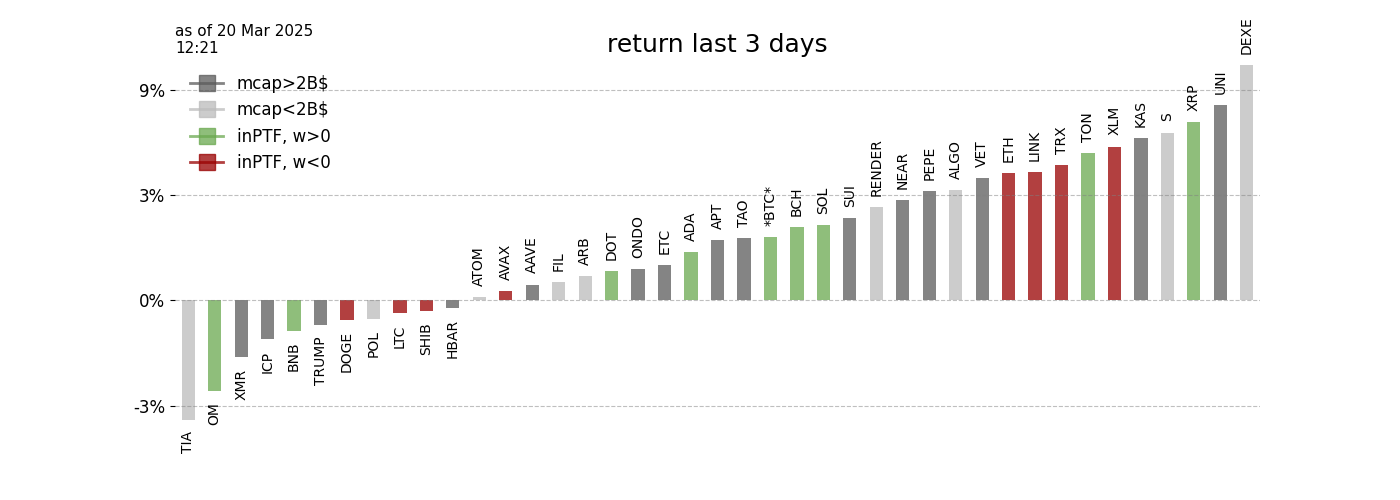 as of 20 Mar 2025
12:21
return last 3 days
mcap>2B$
mcap<2B$
inPTF, w>0
inPTF, w<0
9%
3%
0%
-3%
TIA
OM
XMR
ICP
BNB
TRUMP
DOGE
POL
LTC
SHIB
HBAR
ATOM
AVAX
AAVE
FIL
ARB
DOT
ONDO
ETC
ADA
APT
TAO
*BTC*
BCH
SOL
SUI
RENDER
NEAR
PEPE
ALGO
VET
ETH
LINK
TRX
TON
XLM
KAS
S
XRP
UNI
DEXE